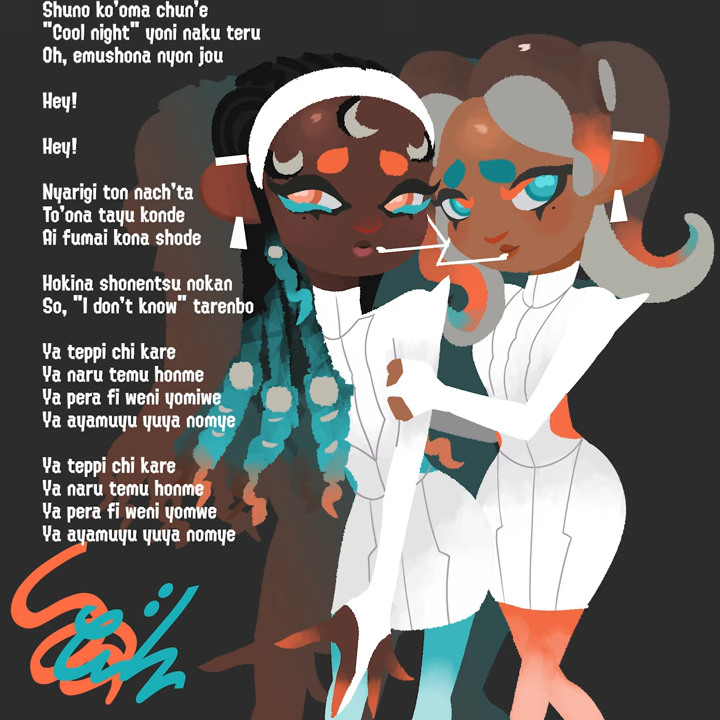 Shuno ko'oma chun'e
"Cool night" yoni naku teru
Oh, emushona nyon jou
Hey!
Hey!
Nyarigi ton nach'ta
To'ona tayu konde
Ai fumai kona shode
Hokina shonentsu nokan
So, "I don't know" tarenbo
Ya teppi chi kare
Ya naru temu honme
Ya pera fi weni yomiwe
Ya ayamuyu yuya nomye
Ya teppi chi kare
Ya naru temu honme
Ya pera fi weni yomwe
Ya ayamuyu yuya nomye